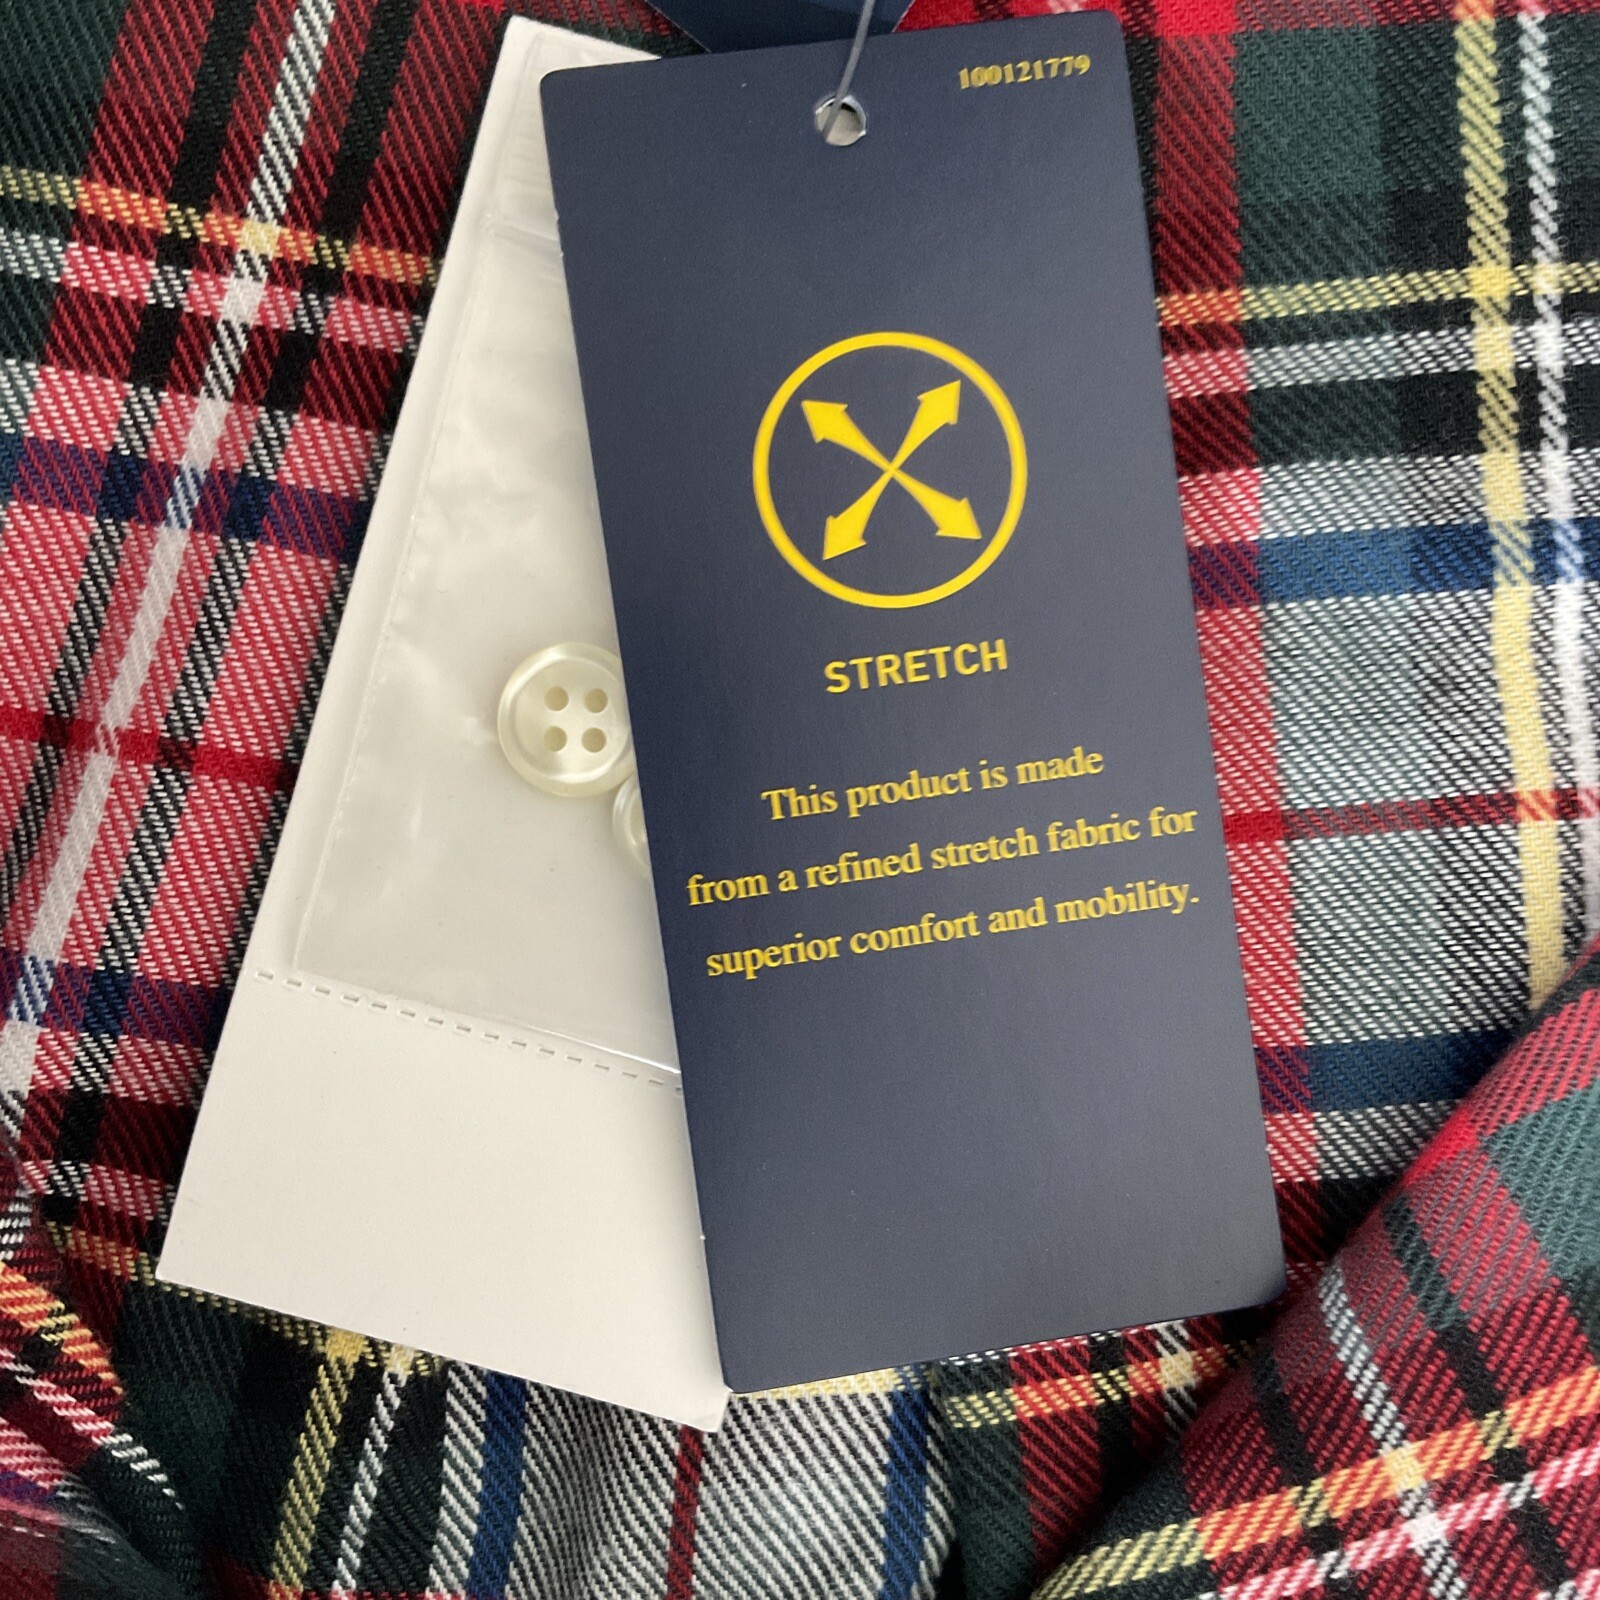 100121779
STRETCH
This product is made
from a refined stretch fabric for
superior comfort and mobility.